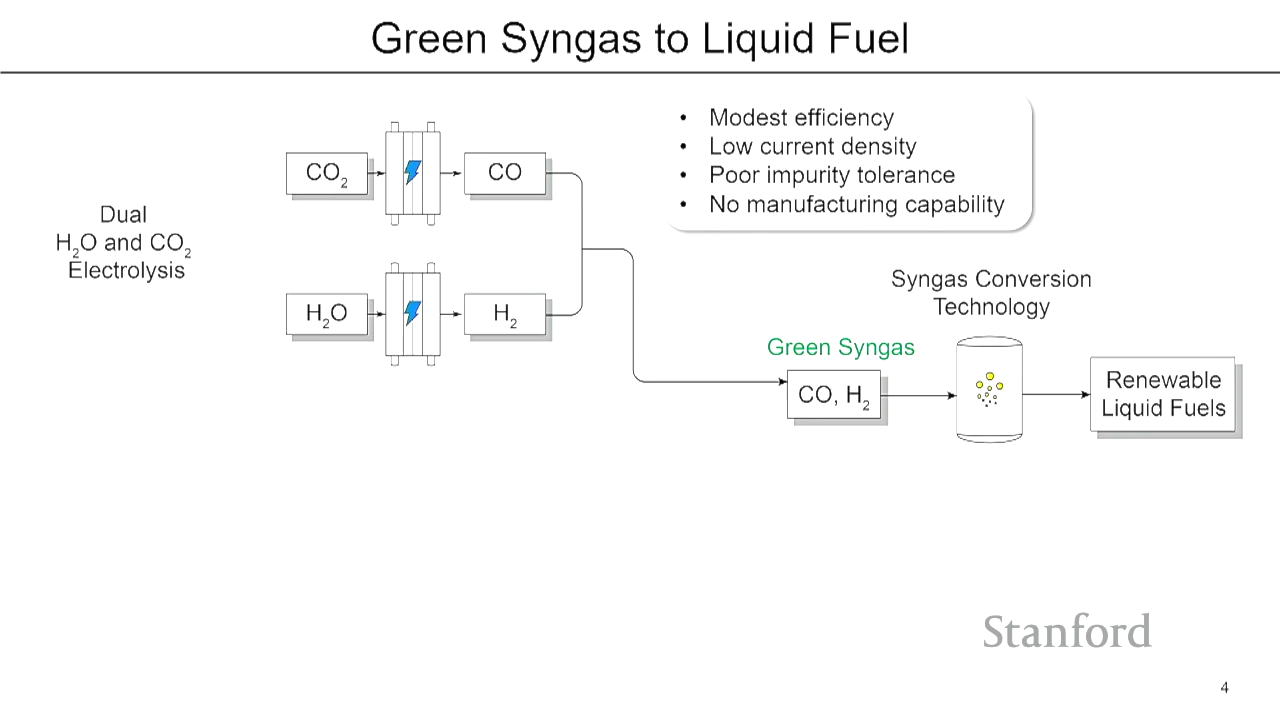 Green Syngas to Liquid Fuel
• Modest efficiency
• Low current density
• Poor impurity tolerance
• No manufacturing capability
CO₂
CO
Dual
H₂O and CO₂
Electrolysis
H₂O
H₂
Syngas Conversion
Technology
Green Syngas
CO, H₂
Renewable
Liquid Fuels
Stanford
4